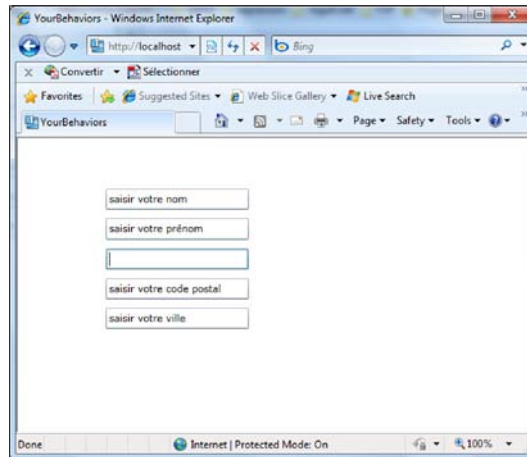 YourBehaviors - Windows Internet Explorer
http://localhost
Bing
x Convertir Sélectionner
Favorites Suggested Sites Web Slice Gallery Live Search
YourBehaviors Page Safety Tools
saisir votre nom
saisir votre prénom
saisir votre code postal
saisir votre ville
Done Internet | Protected Mode: On 100%